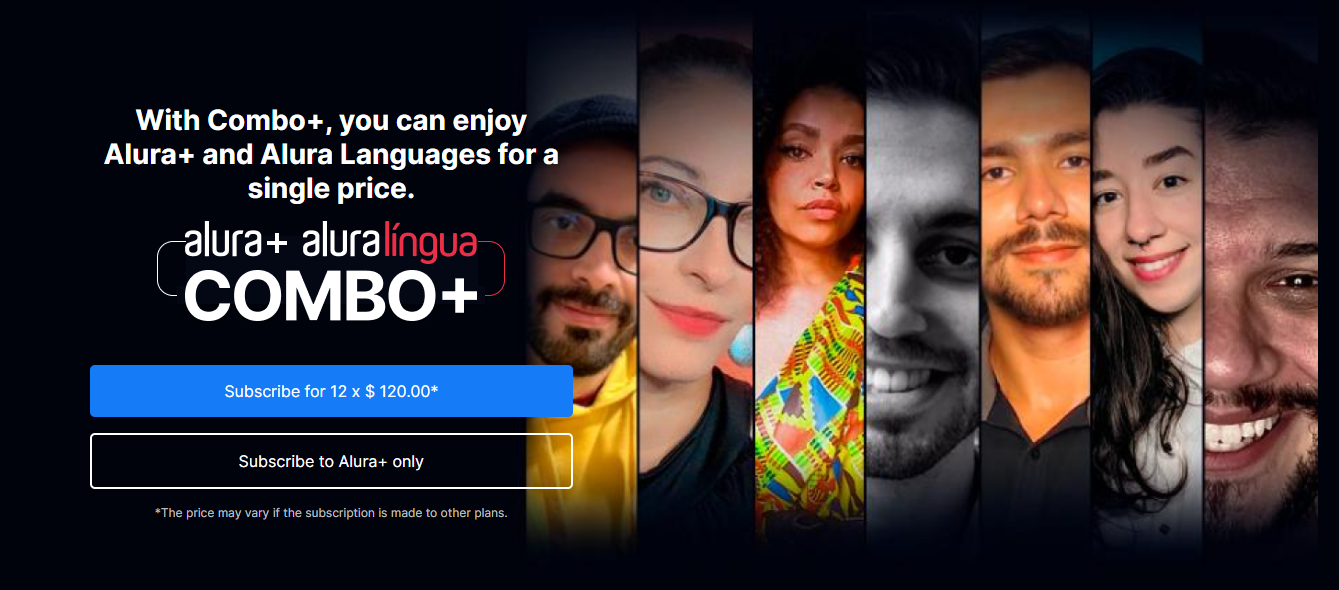 With Combo+, you can enjoy
Alura+ and Alura Languages for a
single price.
alura+ aluralíngua
COMBO+
Subscribe for 12 x $ 120.00*
Subscribe to Alura+ only
*The price may vary if the subscription is made to other plans.